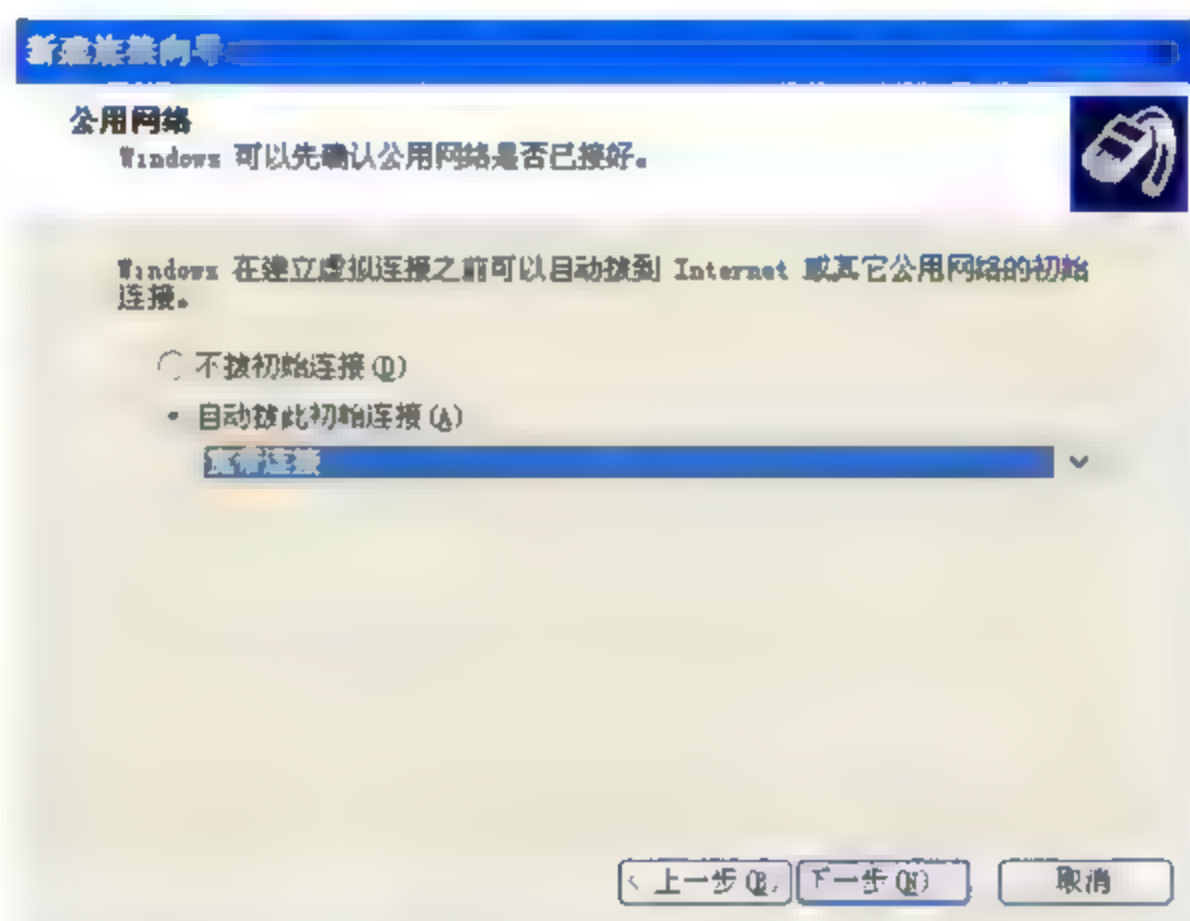 新建连接向导
公用网络
Windows 可以先确认公用网络是否已接好。
Windows 在建立虚拟连接之前可以自动拨到 Internet 或其它公用网络的初始
连接。
不拨初始连接(D)
自动拨此初始连接(A)
< 上一步(B)
下一步(N)
取消